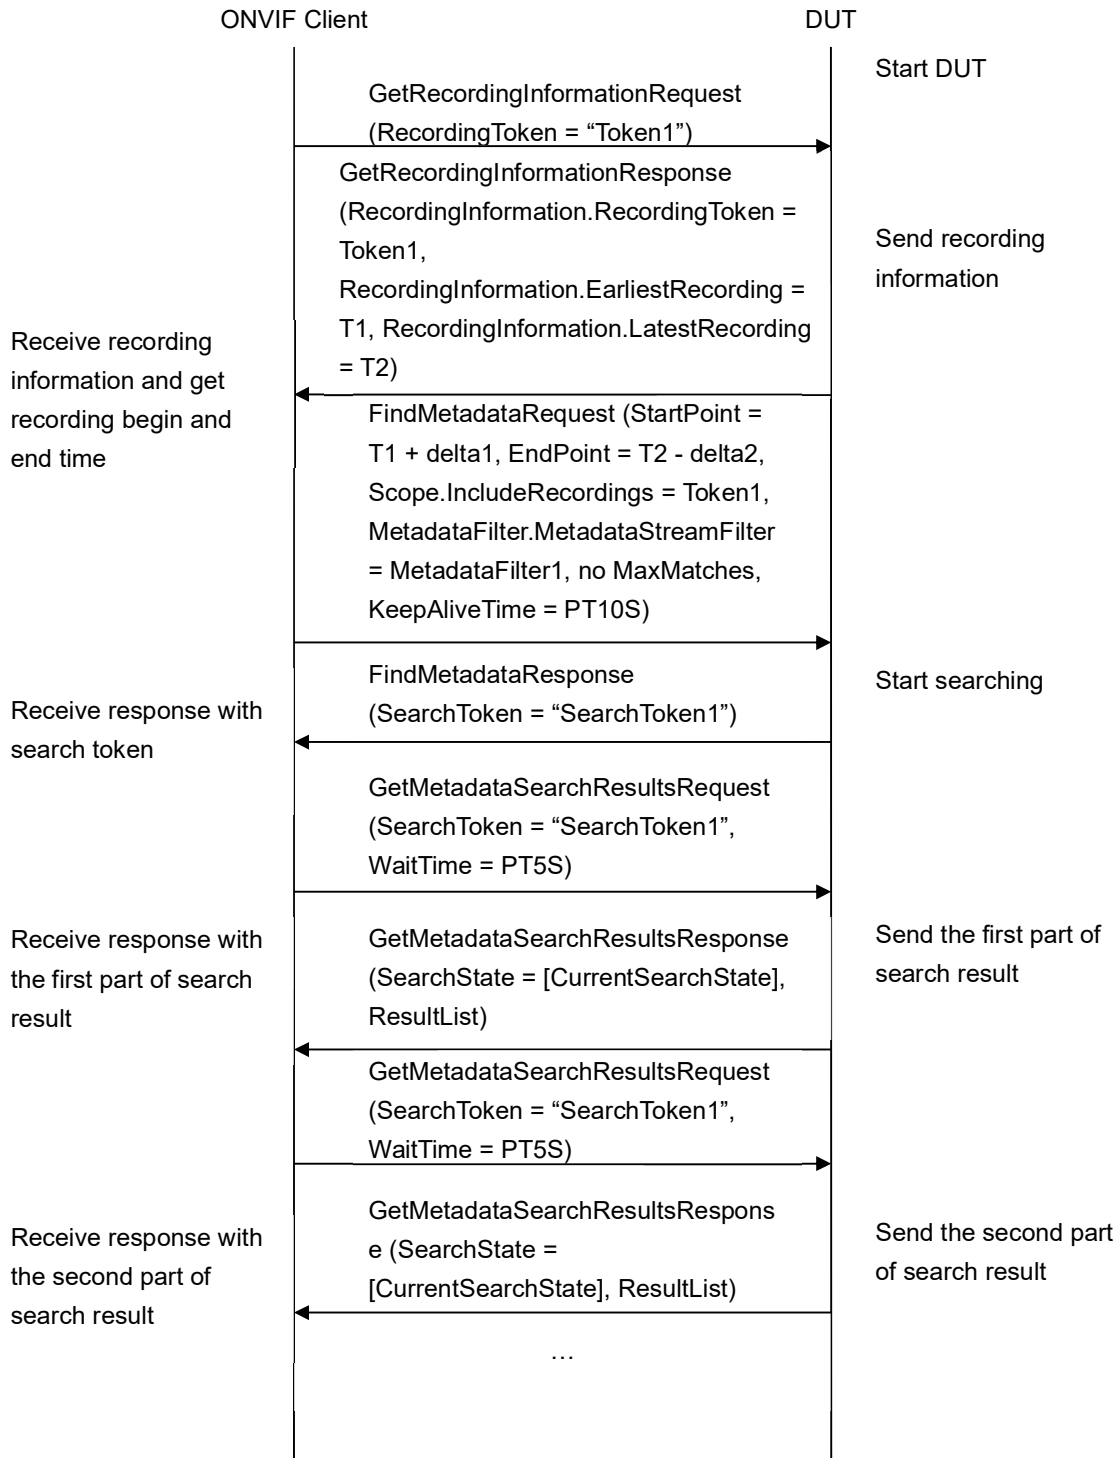 ONVIF Client
DUT
Start DUT
GetRecordingInformationRequest
(RecordingToken = “Token1”)
GetRecordingInformationResponse
(RecordingInformation.RecordingToken =
Token1,
RecordingInformation.EarliestRecording =
T1, RecordingInformation.LatestRecording
= T2)
Send recording
information
Receive recording
information and get
recording begin and
end time
FindMetadataRequest (StartPoint =
T1 + delta1, EndPoint = T2 - delta2,
Scope.IncludeRecordings = Token1,
MetadataFilter.MetadataStreamFilter
= MetadataFilter1, no MaxMatches,
KeepAliveTime = PT10S)
Start searching
FindMetadataResponse
(SearchToken = “SearchToken1”)
Receive response with
search token
GetMetadataSearchResultsRequest
(SearchToken = “SearchToken1”,
WaitTime = PT5S)
Send the first part of
search result
GetMetadataSearchResultsResponse
(SearchState = [CurrentSearchState],
ResultList)
Receive response with
the first part of search
result
GetMetadataSearchResultsRequest
(SearchToken = “SearchToken1”,
WaitTime = PT5S)
Send the second part
of search result
GetMetadataSearchResultsRespons
e (SearchState =
[CurrentSearchState], ResultList)
Receive response with
the second part of
search result
…